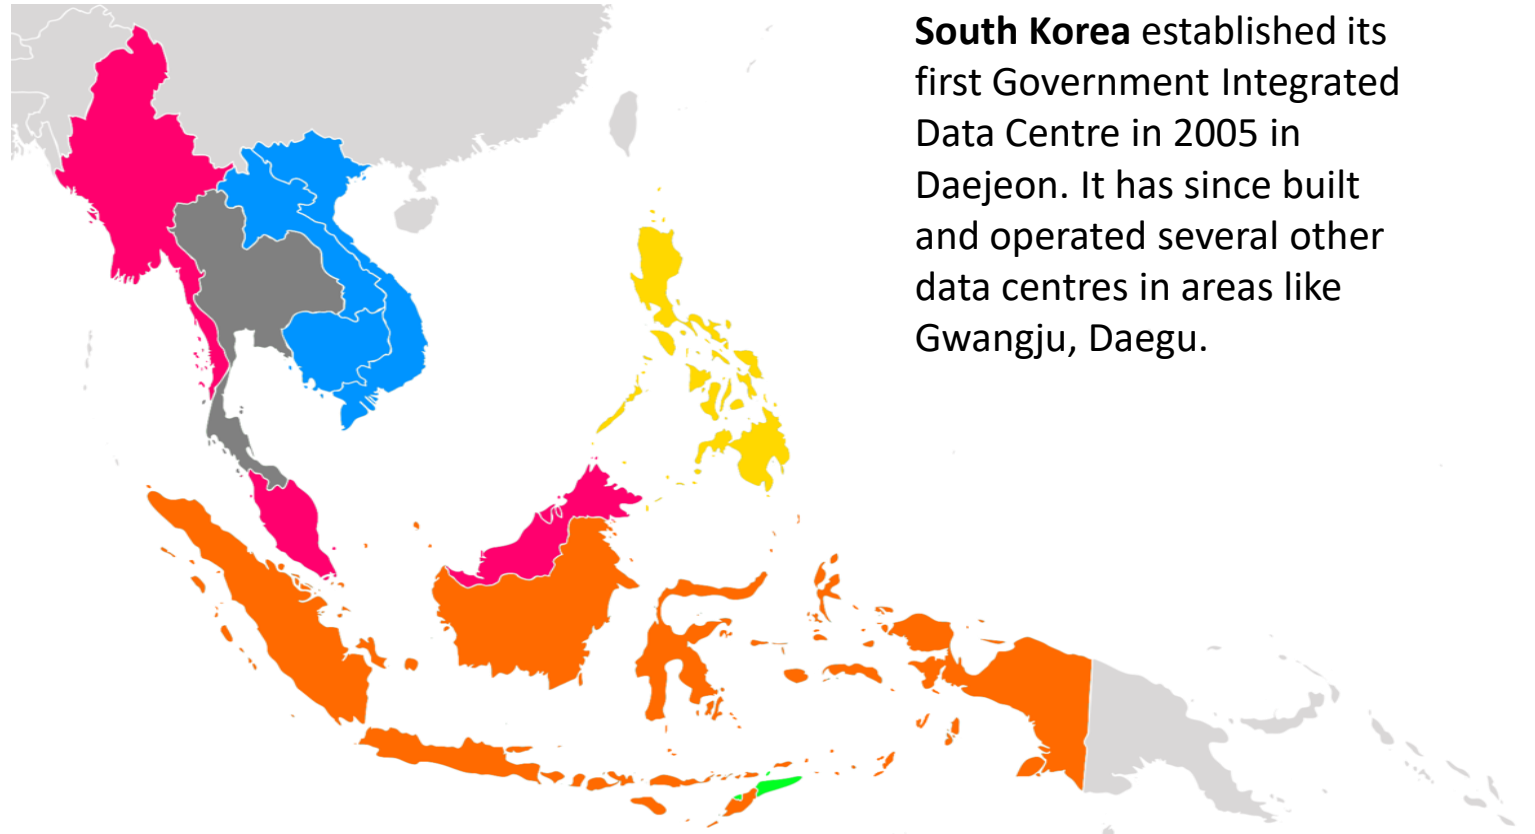 South Korea established its
first Government Integrated
Data Centre in 2005 in
Daejeon. It has since built
and operated several other
data centres in areas like
Gwangju, Daegu.